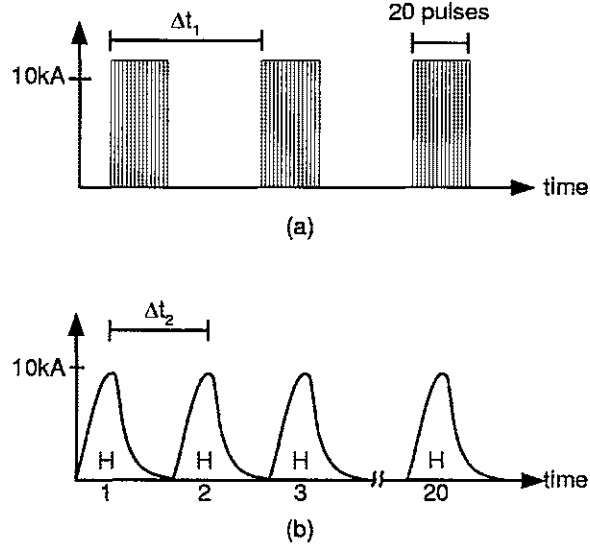 20 pulses
Δt₁
10kA
time
(a)
Δt₂
10kA
H H H H
1 2 3 20
time
(b)